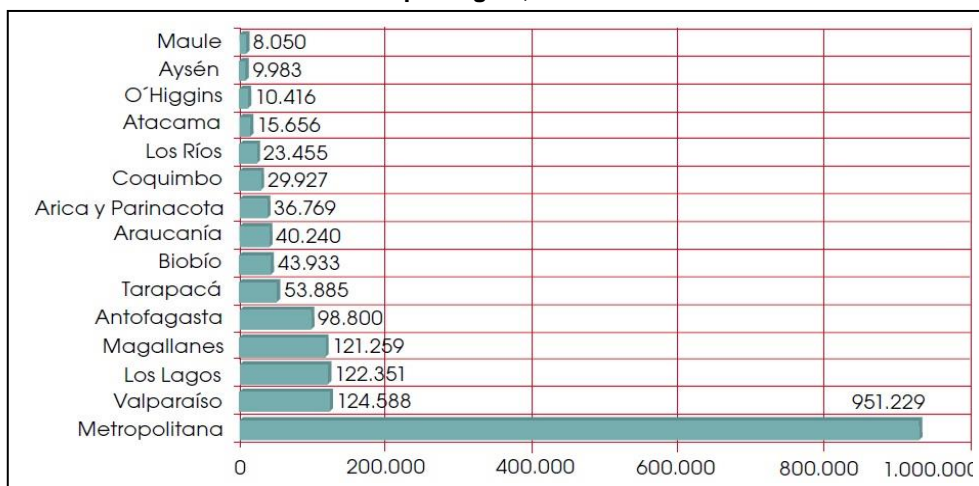 Maule 8.050
Aysén 9.983
O´Higgins 10.416
Atacama 15.656
Los Ríos 23.455
Coquimbo 29.927
Arica y Parinacota 36.769
Araucanía 40.240
Biobío 43.933
Tarapacá 53.885
Antofagasta 98.800
Magallanes 121.259
Los Lagos 122.351
Valparaíso 124.588
Metropolitana 951.229
0 200.000 400.000 600.000 800.000 1.000.000